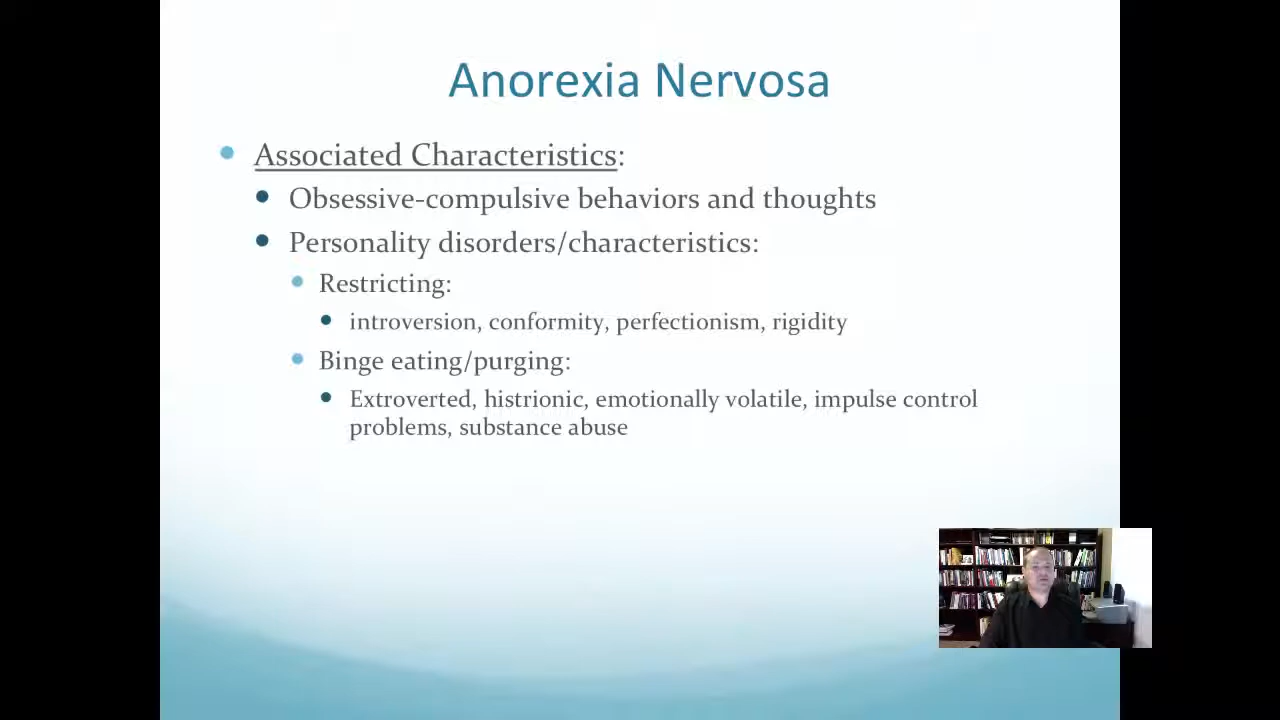 Anorexia Nervosa
Associated Characteristics:
Obsessive-compulsive behaviors and thoughts
Personality disorders/characteristics:
Restricting:
introversion, conformity, perfectionism, rigidity
Binge eating/purging:
Extroverted, histrionic, emotionally volatile, impulse control
problems, substance abuse